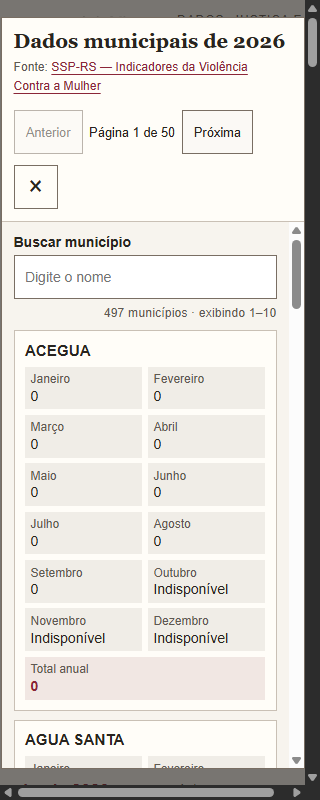 Dados municipais de 2026
Fonte: SSP-RS — Indicadores da Violência
Contra a Mulher
Anterior
Página 1 de 50
Próxima
×
Buscar município
Digite o nome
497 municípios · exibindo 1–10
ACEGUA
Janeiro
0
Fevereiro
0
Março
0
Abril
0
Maio
0
Junho
0
Julho
0
Agosto
0
Setembro
0
Outubro
Indisponível
Novembro
Indisponível
Dezembro
Indisponível
Total anual
0
AGUA SANTA
Janeiro
Fevereiro